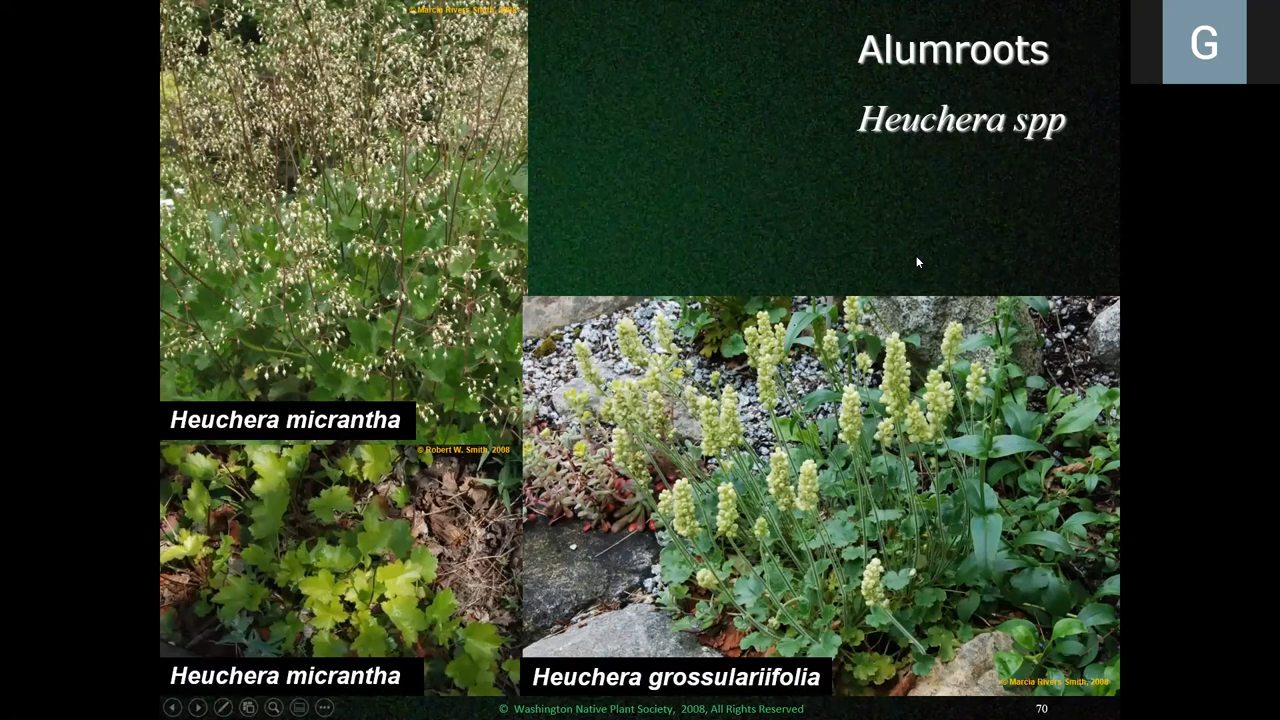 © Marcia Rivers Smith, 2008
Alumroots
Heuchera spp
G
Heuchera micrantha
© Robert W. Smith, 2008
Heuchera micrantha
Heuchera grossulariifolia
© Marcia Rivers Smith, 2008
© Washington Native Plant Society, 2008, All Rights Reserved
70